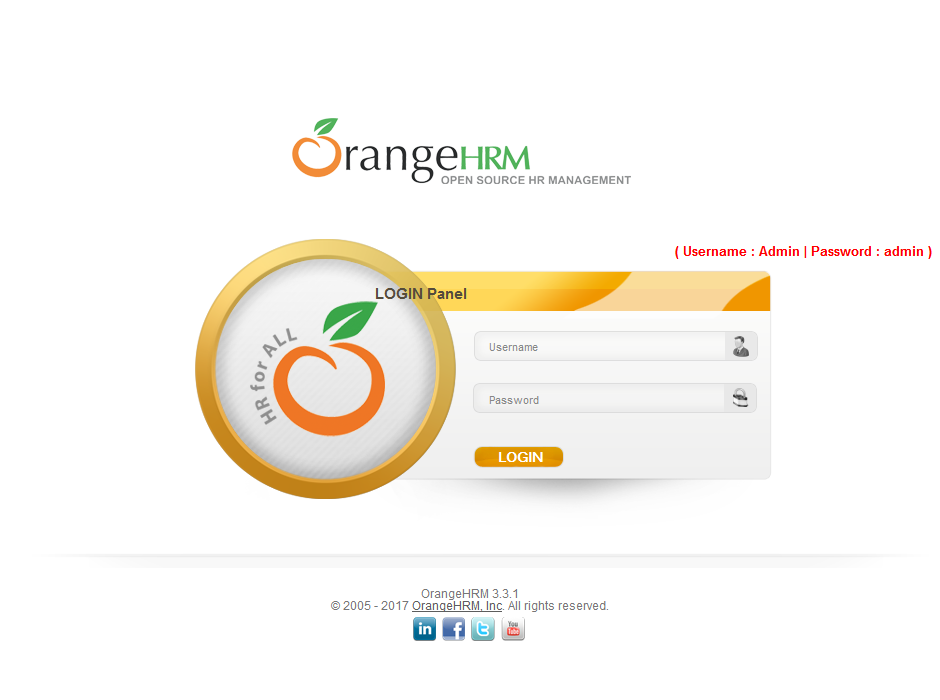 OrangeHRM
OPEN SOURCE HR MANAGEMENT
( Username : Admin | Password : admin )
LOGIN Panel
HR for ALL
Username
Password
LOGIN
OrangeHRM 3.3.1
© 2005 - 2017 OrangeHRM, Inc. All rights reserved.
in f t You Tube